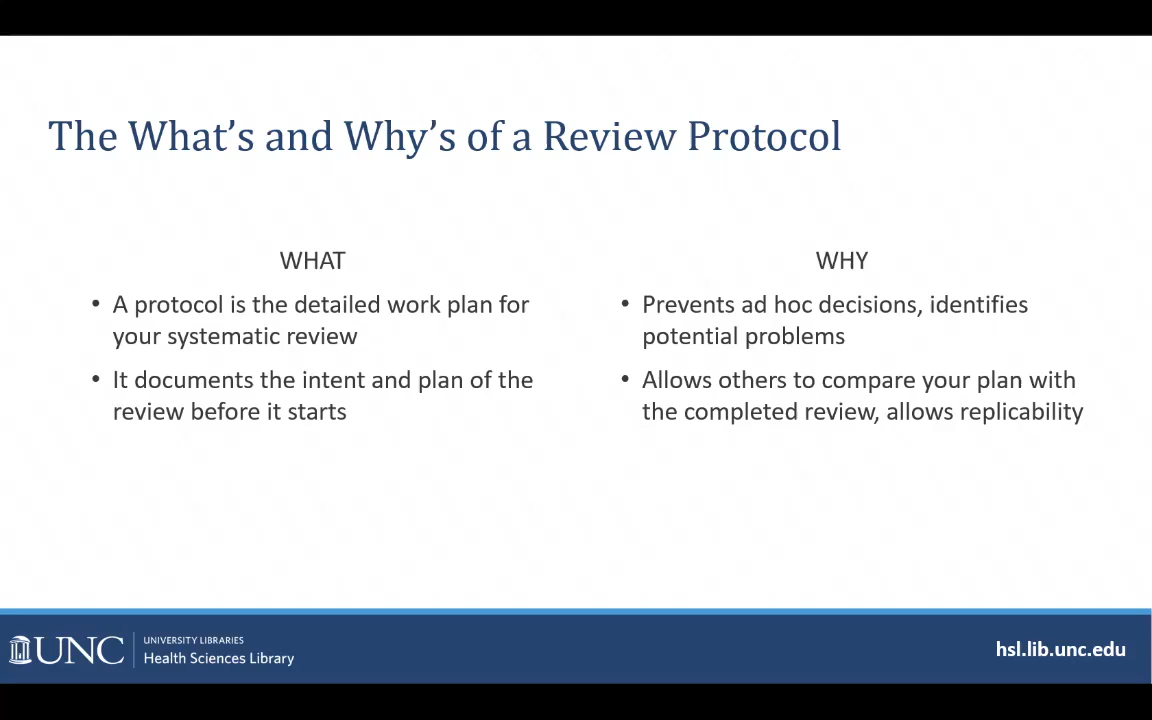 The What’s and Why’s of a Review Protocol
WHAT
• A protocol is the detailed work plan for
your systematic review
• It documents the intent and plan of the
review before it starts
WHY
• Prevents ad hoc decisions, identifies
potential problems
• Allows others to compare your plan with
the completed review, allows replicability
UNC
UNIVERSITY LIBRARIES
Health Sciences Library
hsl.lib.unc.edu